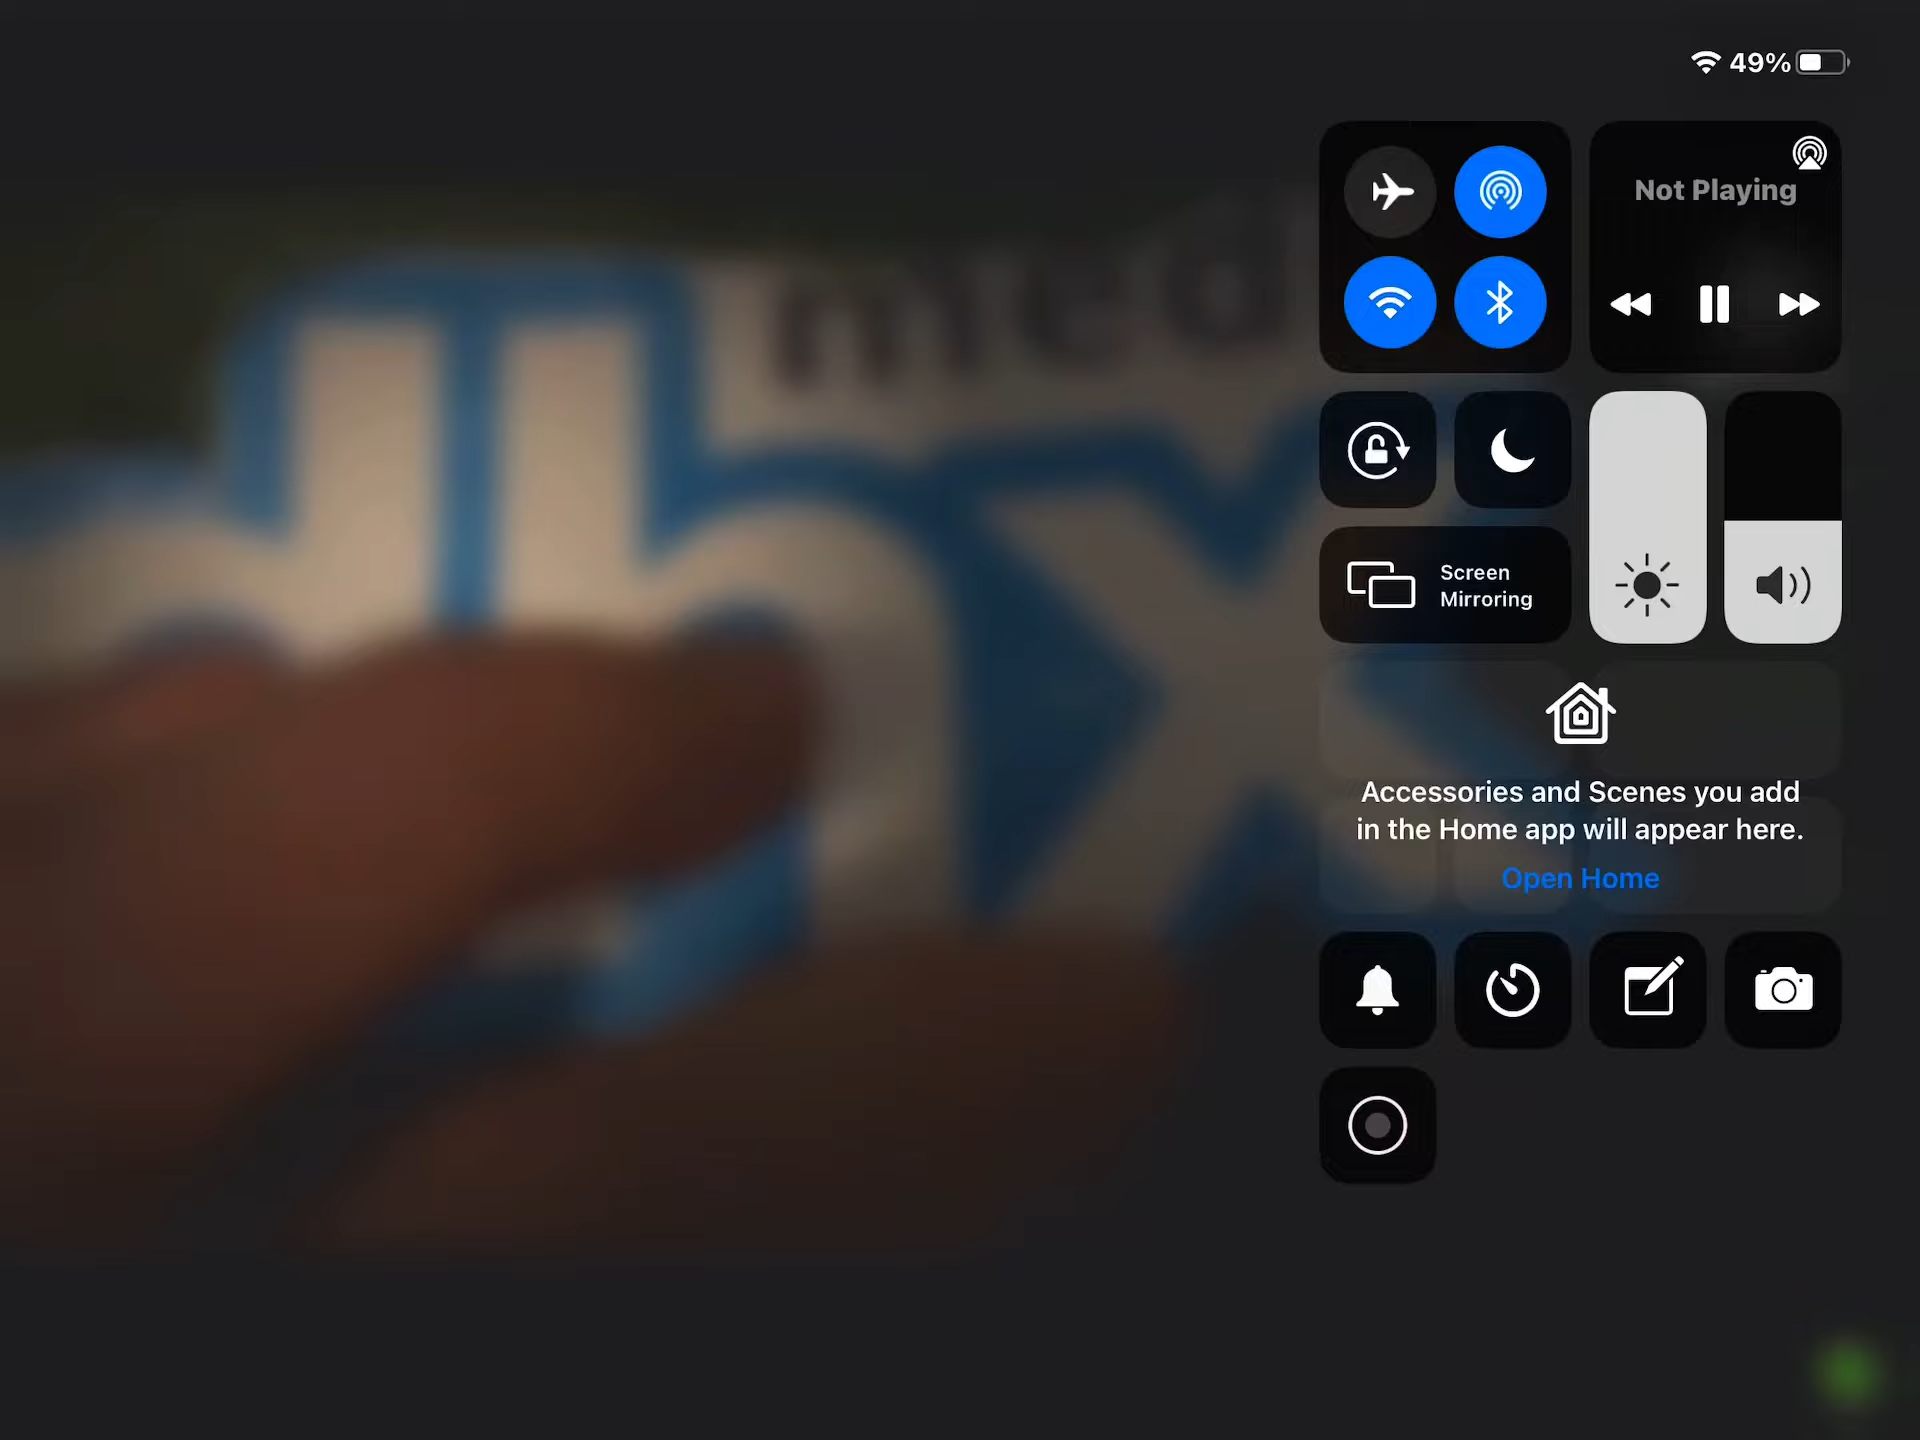 49%
Not Playing
Screen
Mirroring
Accessories and Scenes you add
in the Home app will appear here.
Open Home
med